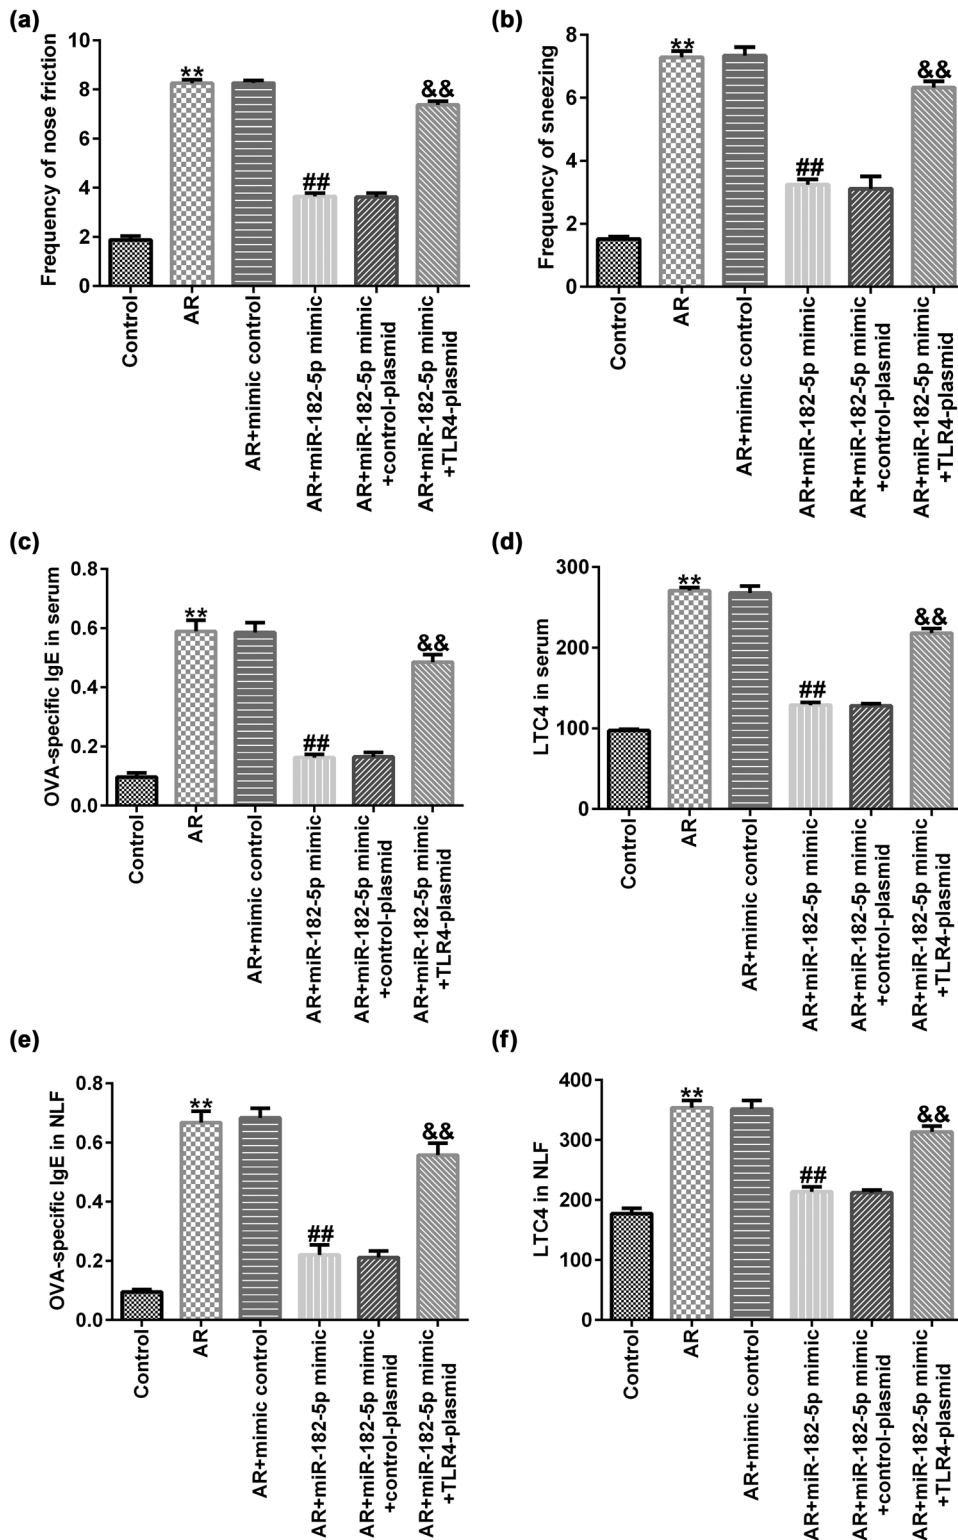 (a)
Frequency of nose friction
10
8
6
4
2
0
**
##
&&
Control
AR
AR+mimic control
AR+miR-182-5p mimic
AR+miR-182-5p mimic
+control-plasmid
AR+miR-182-5p mimic
+TLR4-plasmid
(b)
Frequency of sneezing
8
6
4
2
0
**
##
&&
Control
AR
AR+mimic control
AR+miR-182-5p mimic
AR+miR-182-5p mimic
+control-plasmid
AR+miR-182-5p mimic
+TLR4-plasmid
(c)
OVA-specific IgE in serum
0.8
0.6
0.4
0.2
0.0
**
##
&&
Control
AR
AR+mimic control
AR+miR-182-5p mimic
AR+miR-182-5p mimic
+control-plasmid
AR+miR-182-5p mimic
+TLR4-plasmid
(d)
LTC4 in serum
300
200
100
0
**
##
&&
Control
AR
AR+mimic control
AR+miR-182-5p mimic
AR+miR-182-5p mimic
+control-plasmid
AR+miR-182-5p mimic
+TLR4-plasmid
(e)
OVA-specific IgE in NLF
0.8
0.6
0.4
0.2
0.0
**
##
&&
Control
AR
AR+mimic control
AR+miR-182-5p mimic
AR+miR-182-5p mimic
+control-plasmid
AR+miR-182-5p mimic
+TLR4-plasmid
(f)
LTC4 in NLF
400
300
200
100
0
**
##
&&
Control
AR
AR+mimic control
AR+miR-182-5p mimic
AR+miR-182-5p mimic
+control-plasmid
AR+miR-182-5p mimic
+TLR4-plasmid